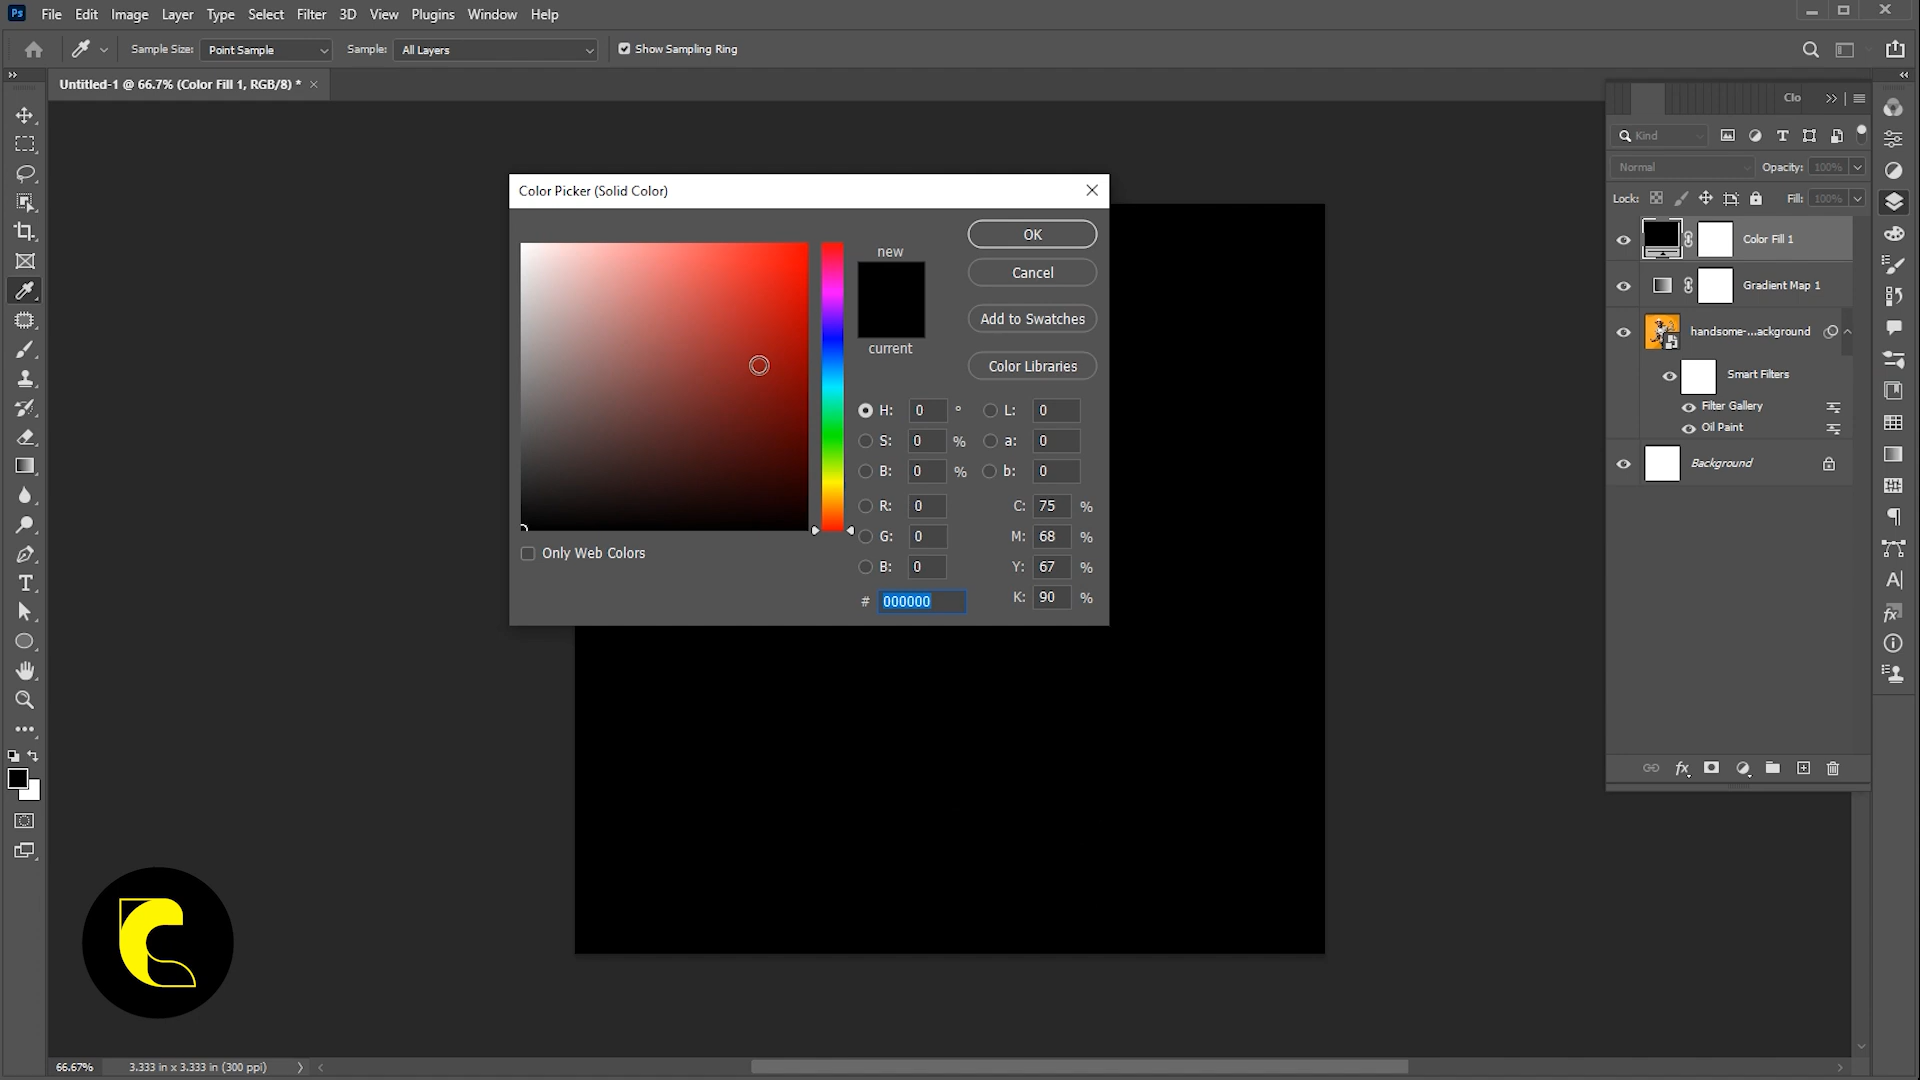 Ps File Edit Image Layer Type Select Filter 3D View Plugins Window Help
Sample Size: Point Sample Sample: All Layers Show Sampling Ring
Untitled-1 @ 66.7% (Color Fill 1, RGB/8) *
Clo
Kind
Normal Opacity: 100%
Lock: Fill: 100%
Color Fill 1
Gradient Map 1
handsome-...ackground
Smart Filters
Filter Gallery
Oil Paint
Background
Color Picker (Solid Color)
new
current
OK
Cancel
Add to Swatches
Color Libraries
H: 0 ° L: 0
S: 0 % a: 0
B: 0 % b: 0
R: 0 C: 75 %
G: 0 M: 68 %
B: 0 Y: 67 %
# 000000 K: 90 %
Only Web Colors
66.67% 3.333 in x 3.333 in (300 ppi)